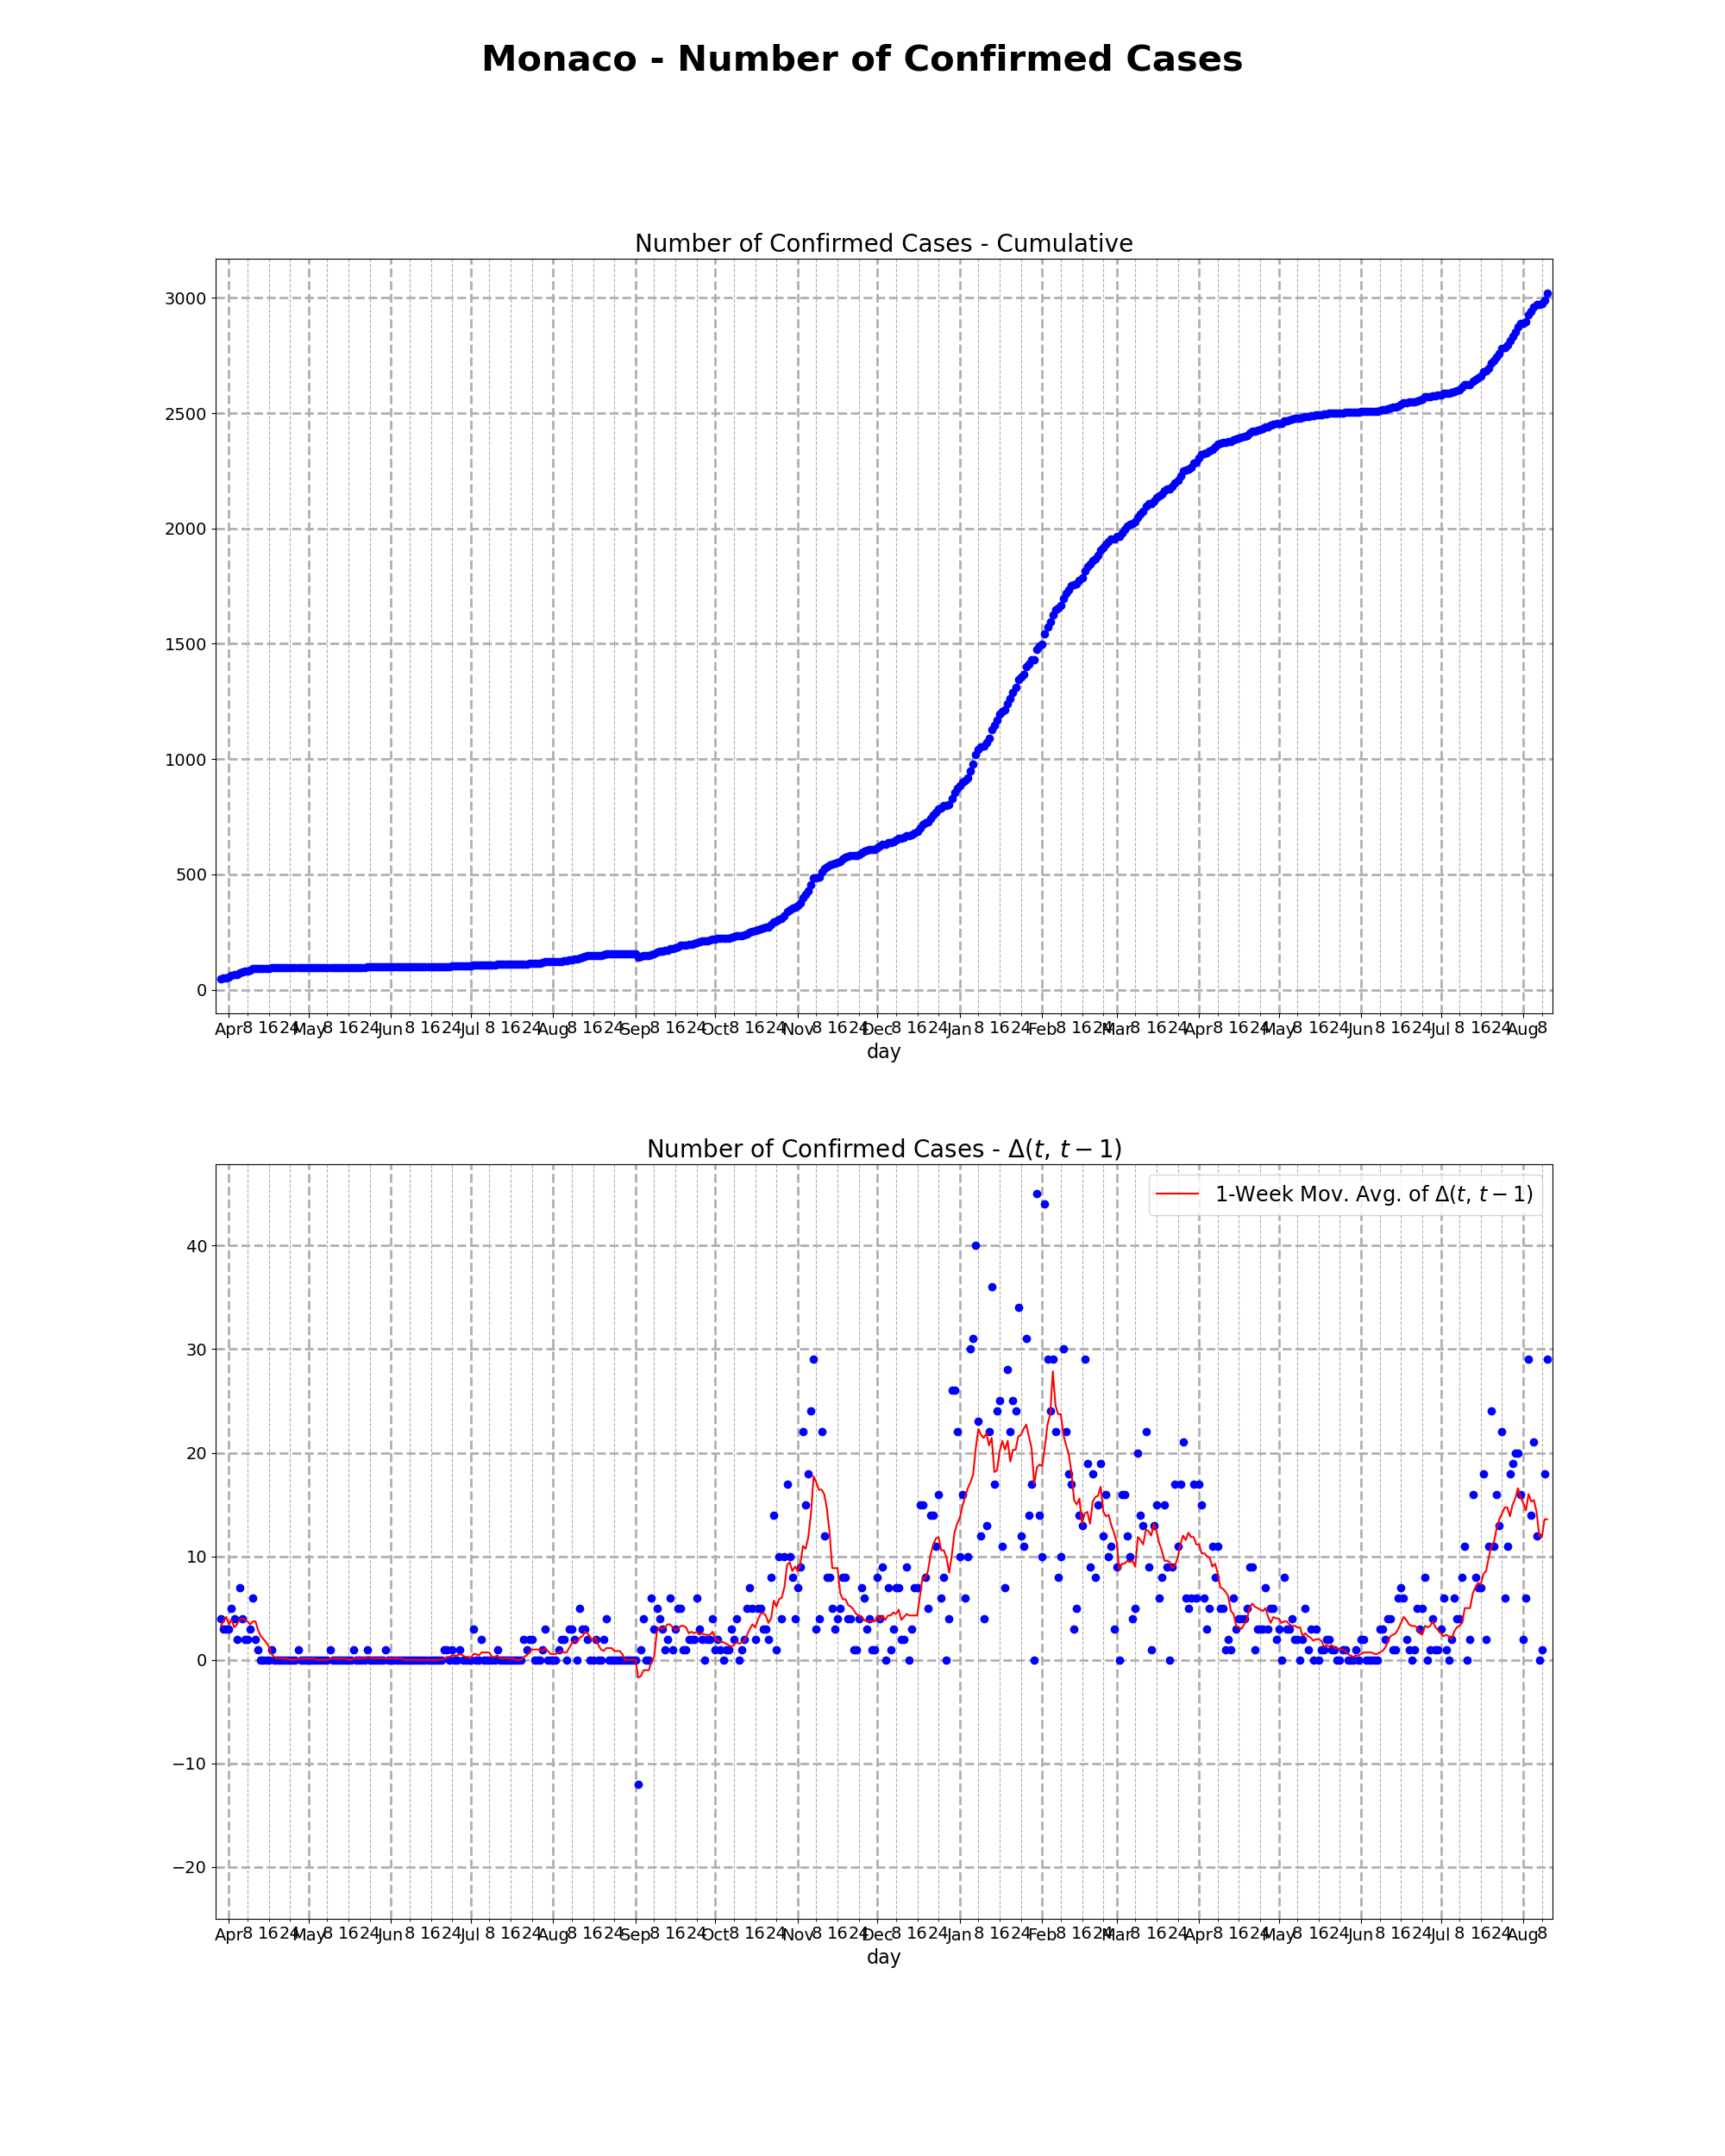 Monaco - Number of Confirmed Cases
Number of Confirmed Cases - Cumulative
3000
2500
2000
1500
1000
500
0
Apr 8 16 24 May 8 16 24 Jun 8 16 24 Jul 8 16 24 Aug 8 16 24 Sep 8 16 24 Oct 8 16 24 Nov 8 16 24 Dec 8 16 24 Jan 8 16 24 Feb 8 16 24 Mar 8 16 24 Apr 8 16 24 May 8 16 24 Jun 8 16 24 Jul 8 16 24 Aug 8
day
Number of Confirmed Cases - Δ(t, t − 1)
1-Week Mov. Avg. of Δ(t, t − 1)
40
30
20
10
0
−10
−20
Apr 8 16 24 May 8 16 24 Jun 8 16 24 Jul 8 16 24 Aug 8 16 24 Sep 8 16 24 Oct 8 16 24 Nov 8 16 24 Dec 8 16 24 Jan 8 16 24 Feb 8 16 24 Mar 8 16 24 Apr 8 16 24 May 8 16 24 Jun 8 16 24 Jul 8 16 24 Aug 8
day